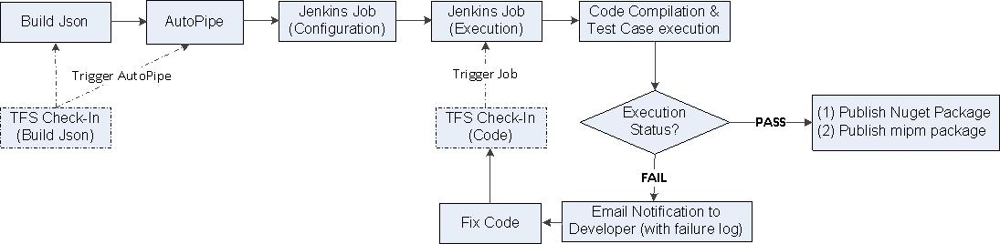 Build Json
AutoPipe
Jenkins Job
(Configuration)
Jenkins Job
(Execution)
Code Compilation &
Test Case execution
Trigger AutoPipe
Trigger Job
TFS Check-In
(Build Json)
TFS Check-In
(Code)
Execution
Status?
PASS
(1) Publish Nuget Package
(2) Publish mipm package
FAIL
Fix Code
Email Notification to
Developer (with failure log)